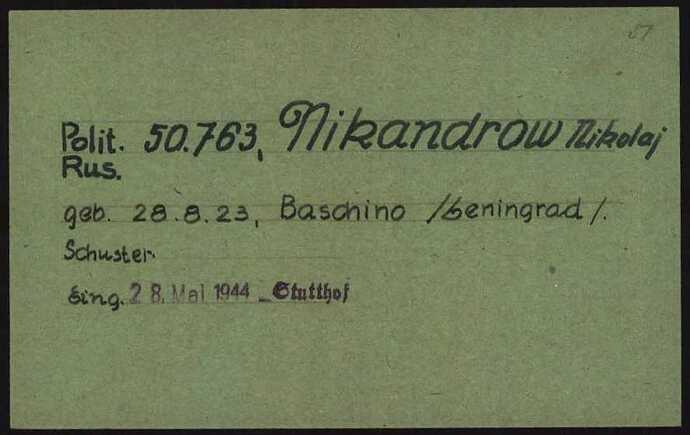 57
Polit. 50.763, Nikandrow Nikolaj
Rus.
geb. 28.8.23, Baschino /Leningrad/.
Schuster.
Eing. 28. Mai 1944 - Stutthof